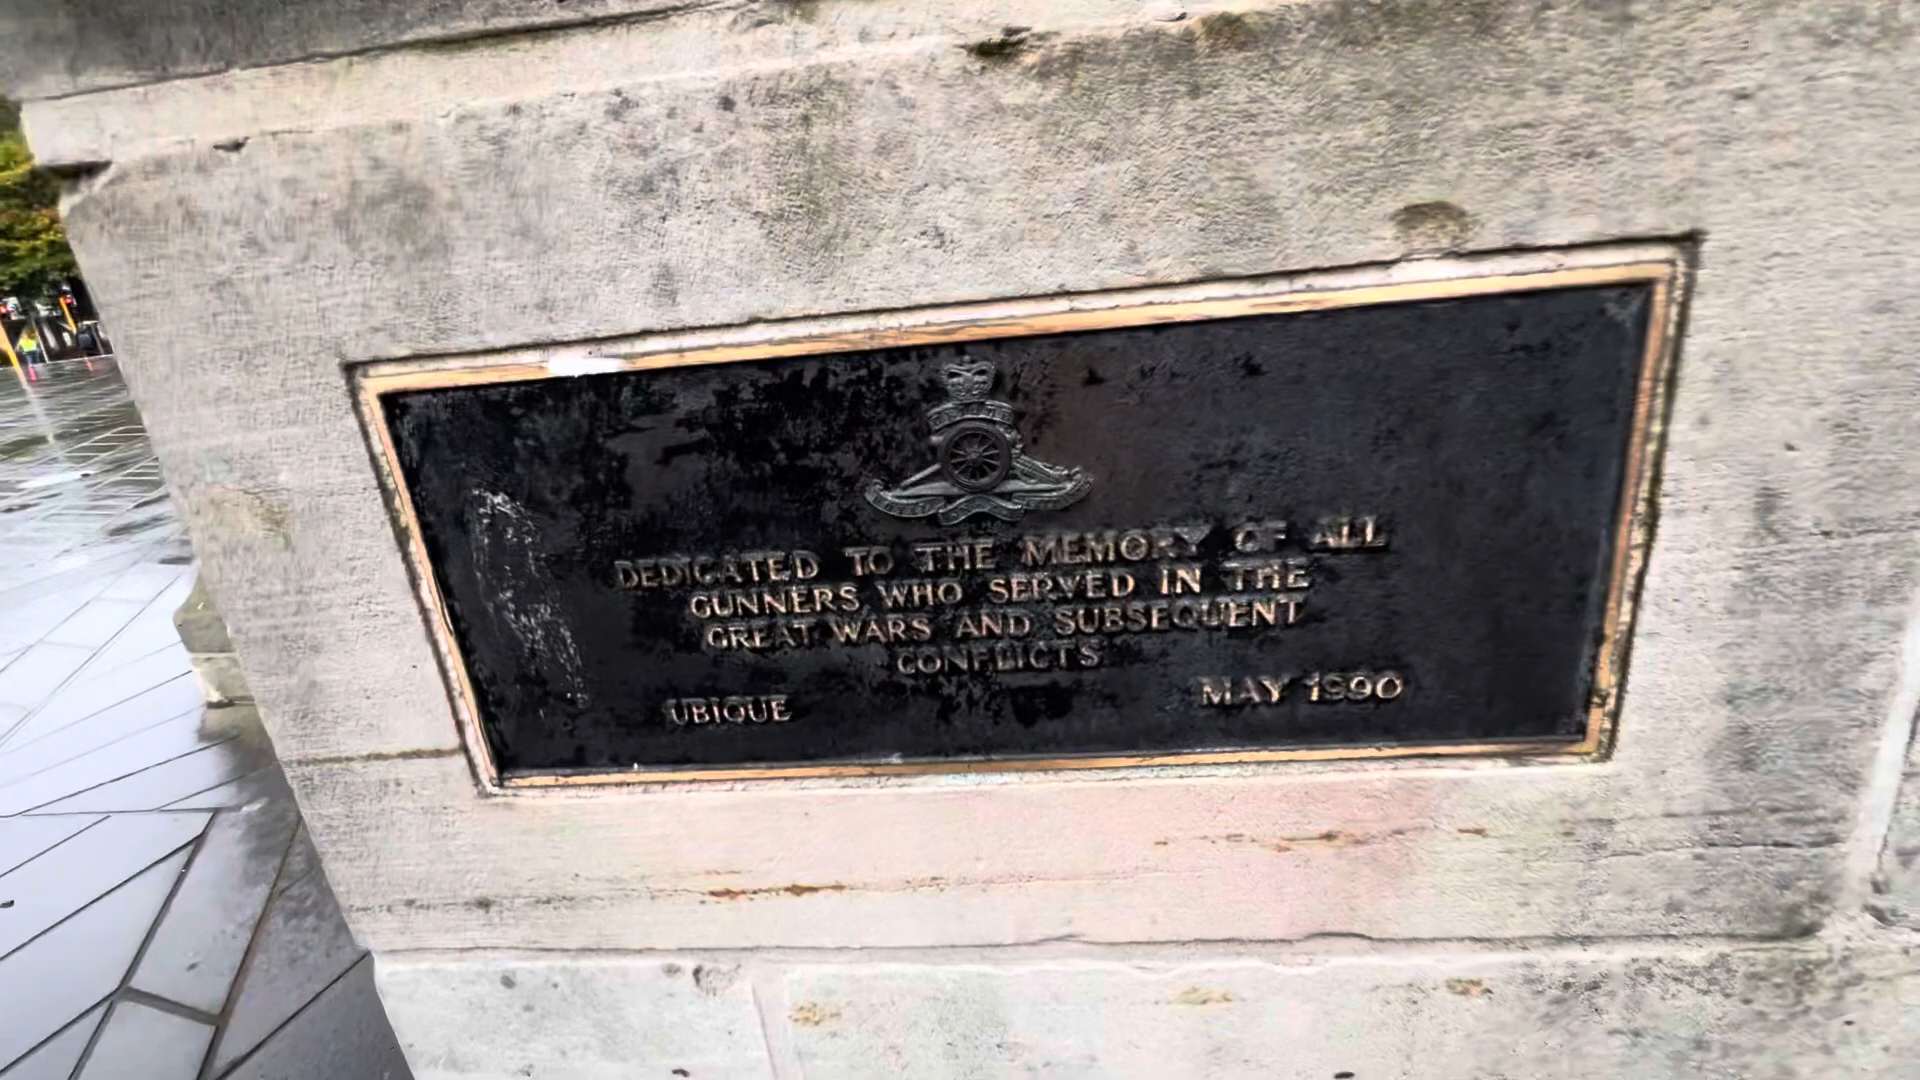 DEDICATED TO THE MEMORY OF ALL
GUNNERS WHO SERVED IN THE
GREAT WARS AND SUBSEQUENT
CONFLICTS
UBIQUE MAY 1990